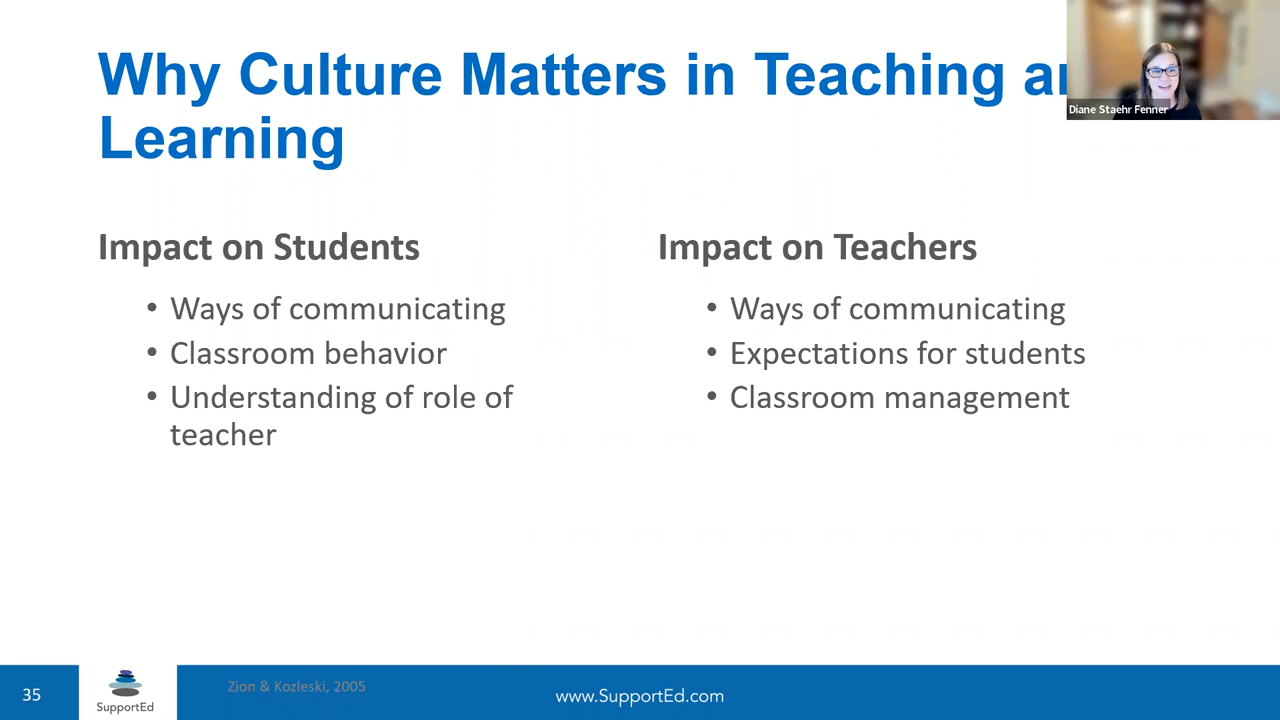 Why Culture Matters in Teaching
Learning
Diane Staehr Fenner
Impact on Students
• Ways of communicating
• Classroom behavior
• Understanding of role of
teacher
Impact on Teachers
• Ways of communicating
• Expectations for students
• Classroom management
35
SupportEd
Zion & Kozleski, 2005
www.SupportEd.com